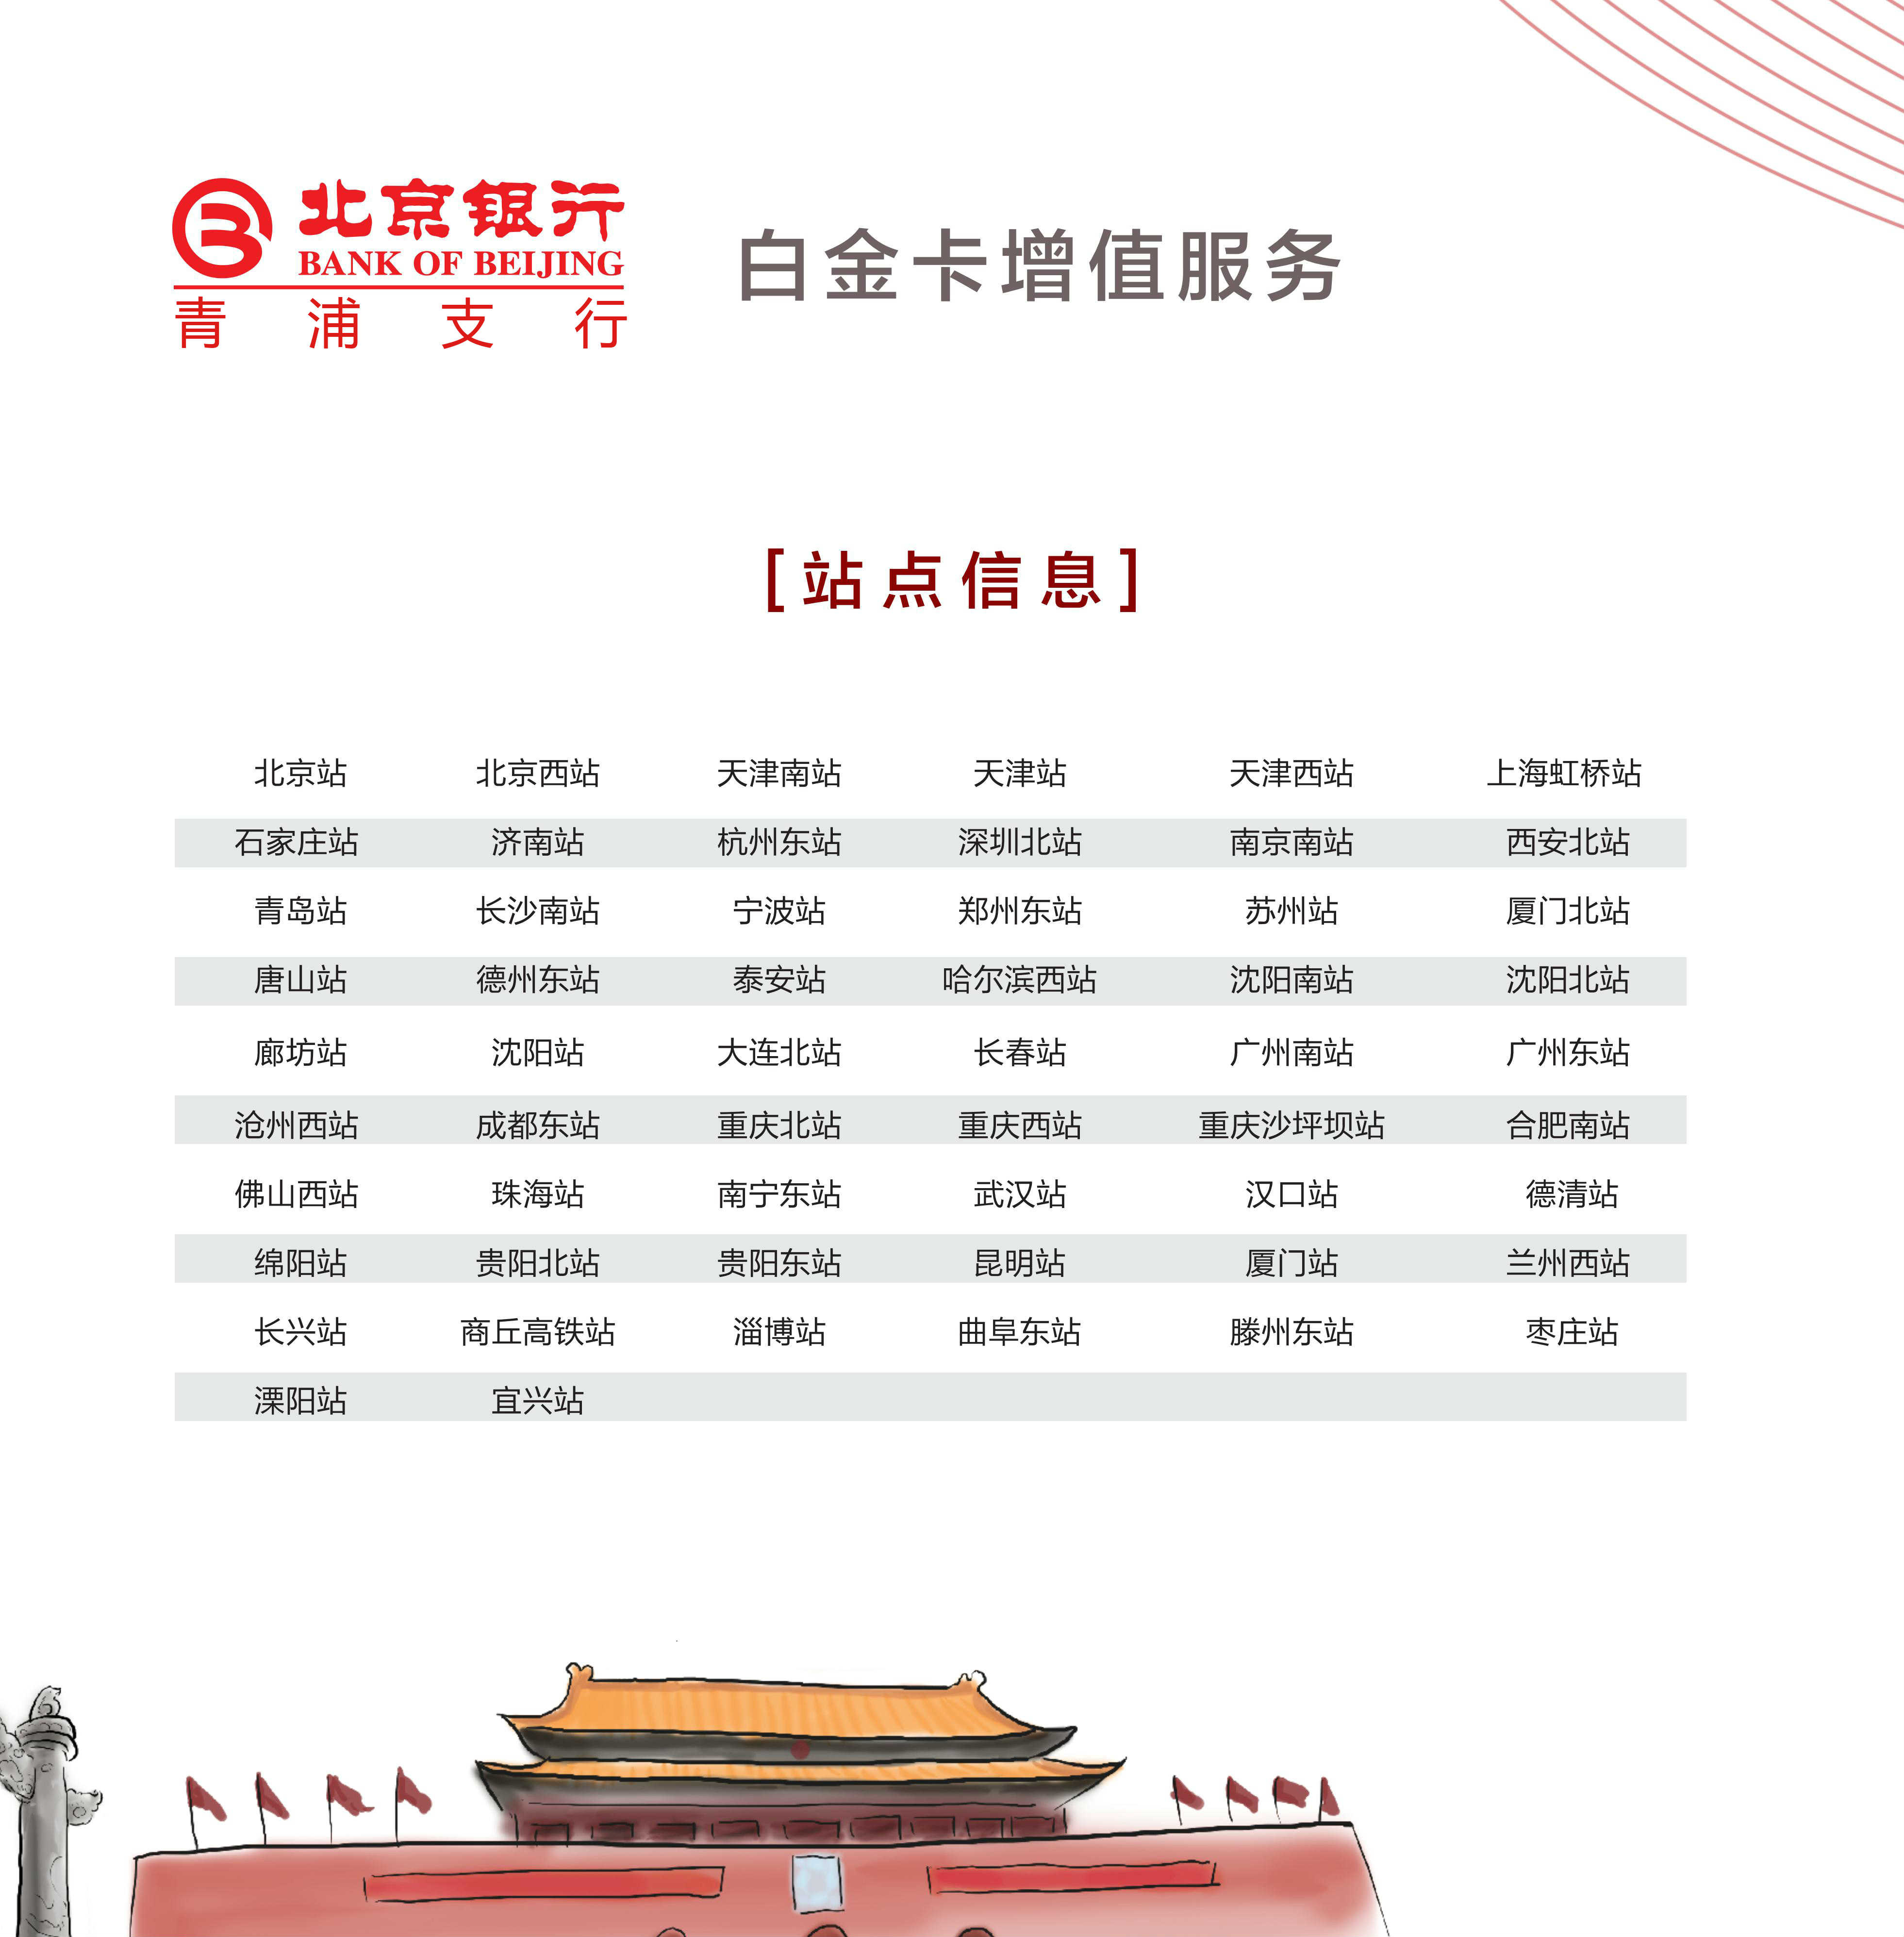 北京银行
BANK OF BEIJING
青浦支行
白金卡增值服务
[站点信息]
北京站 北京西站 天津南站 天津站 天津西站 上海虹桥站
石家庄站 济南站 杭州东站 深圳北站 南京南站 西安北站
青岛站 长沙南站 宁波站 郑州东站 苏州站 厦门北站
唐山站 德州东站 泰安站 哈尔滨西站 沈阳南站 沈阳北站
廊坊站 沈阳站 大连北站 长春站 广州南站 广州东站
沧州西站 成都东站 重庆北站 重庆西站 重庆沙坪坝站 合肥南站
佛山西站 珠海站 南宁东站 武汉站 汉口站 德清站
绵阳站 贵阳北站 贵阳东站 昆明站 厦门站 兰州西站
长兴站 商丘高铁站 淄博站 曲阜东站 滕州东站 枣庄站
溧阳站 宜兴站